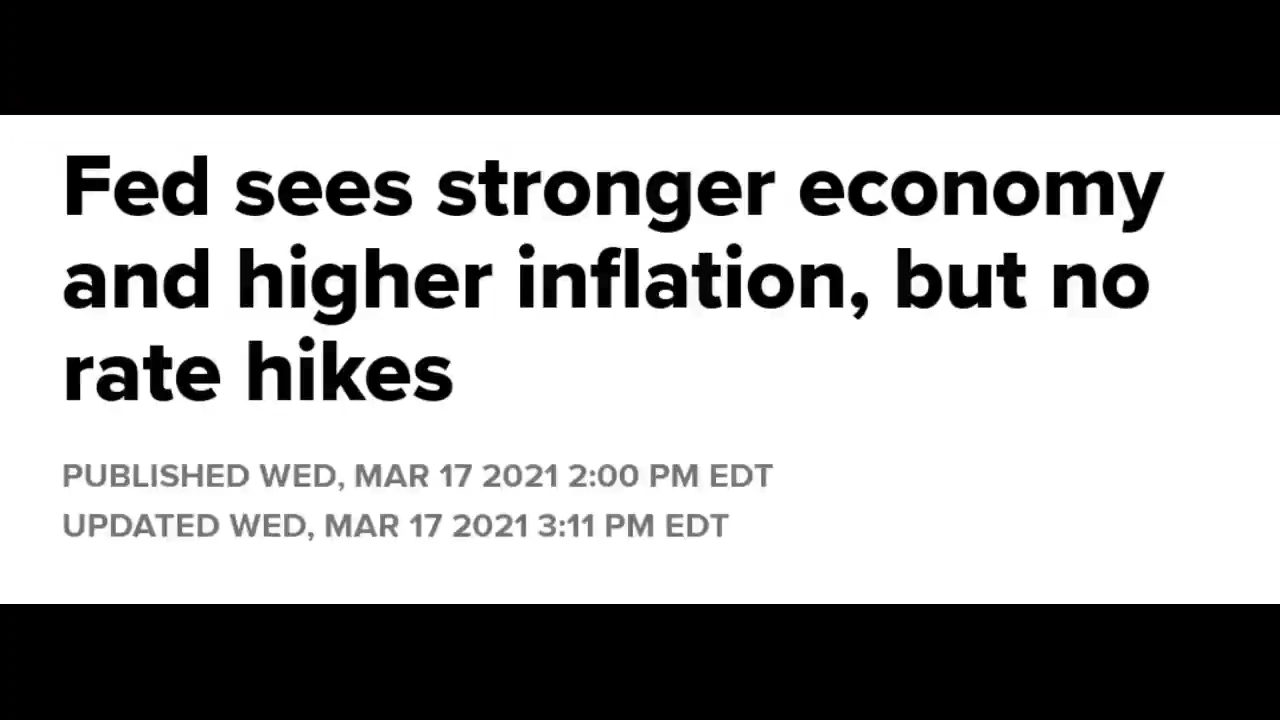 Fed sees stronger economy
and higher inflation, but no
rate hikes
PUBLISHED WED, MAR 17 2021 2:00 PM EDT
UPDATED WED, MAR 17 2021 3:11 PM EDT